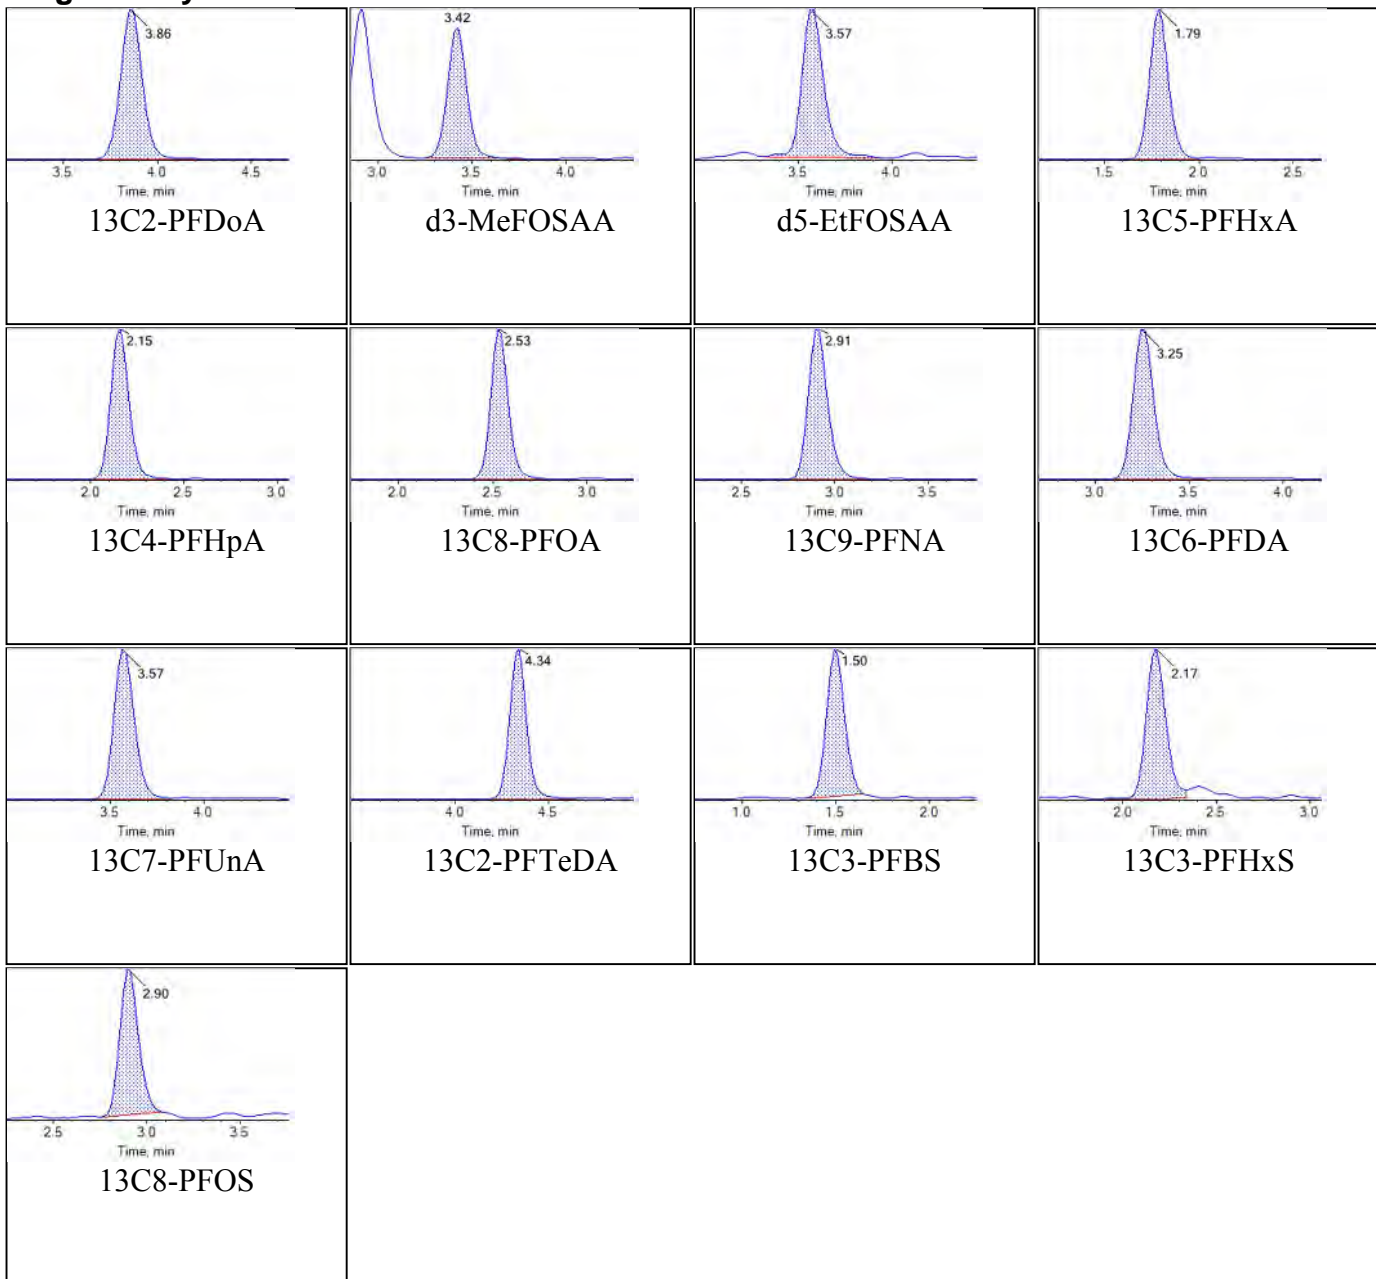 3.86
3.5 4.0 4.5
Time, min
13C2-PFDoA
3.42
3.0 3.5 4.0
Time, min
d3-MeFOSAA
3.57
3.5 4.0
Time, min
d5-EtFOSAA
1.79
1.5 2.0 2.5
Time, min
13C5-PFHxA
2.15
2.0 2.5 3.0
Time, min
13C4-PFHpA
2.53
2.0 2.5 3.0
Time, min
13C8-PFOA
2.91
2.5 3.0 3.5
Time, min
13C9-PFNA
3.25
3.0 3.5 4.0
Time, min
13C6-PFDA
3.57
3.5 4.0
Time, min
13C7-PFUnA
4.34
4.0 4.5
Time, min
13C2-PFTeDA
1.50
1.0 1.5 2.0
Time, min
13C3-PFBS
2.17
2.0 2.5 3.0
Time, min
13C3-PFHxS
2.90
2.5 3.0 3.5
Time, min
13C8-PFOS